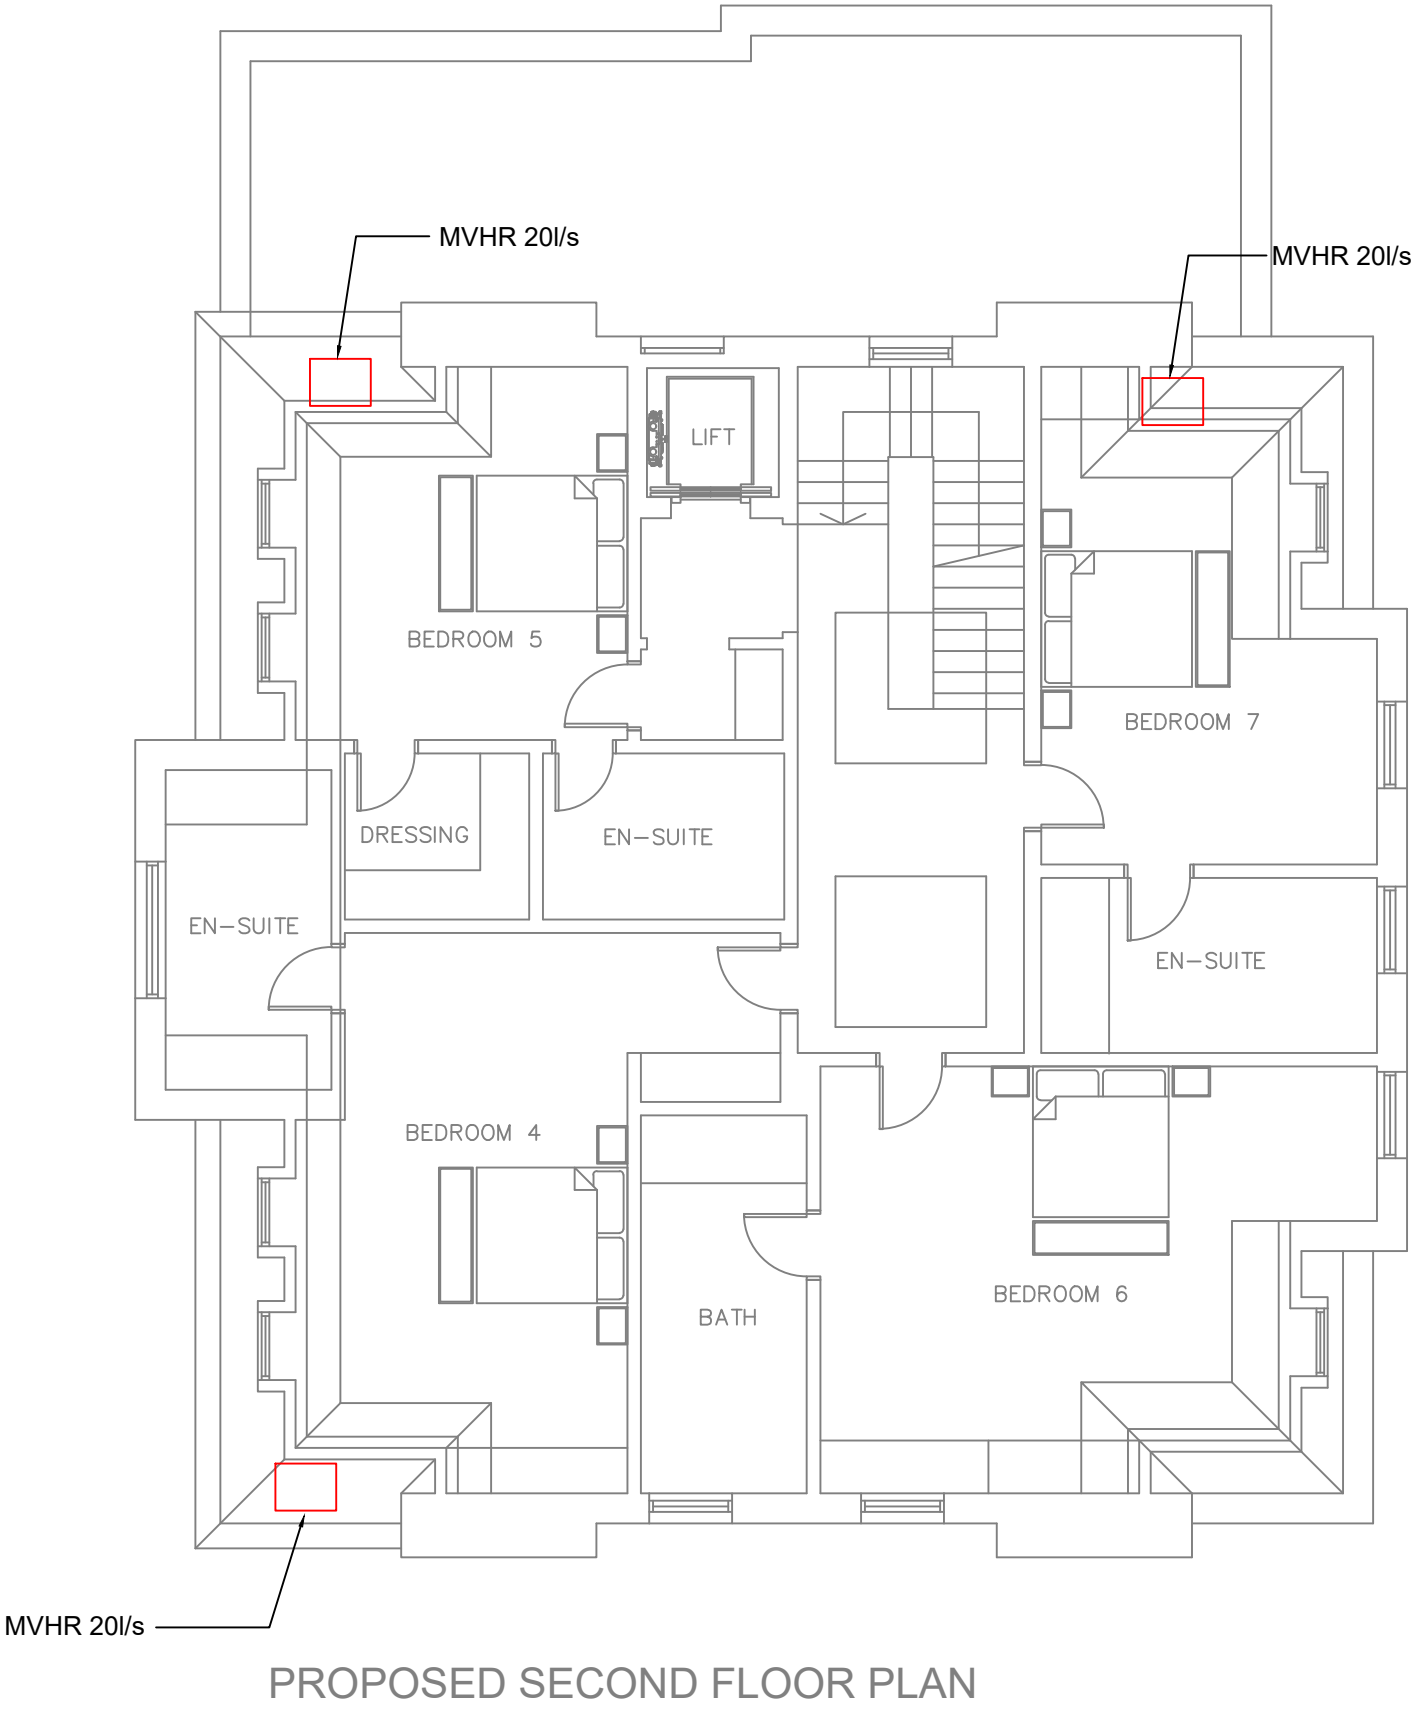 MVHR 20l/s
MVHR 20l/s
LIFT
BEDROOM 5
BEDROOM 7
DRESSING
EN-SUITE
EN-SUITE
EN-SUITE
BEDROOM 4
BEDROOM 6
BATH
MVHR 20l/s
PROPOSED SECOND FLOOR PLAN